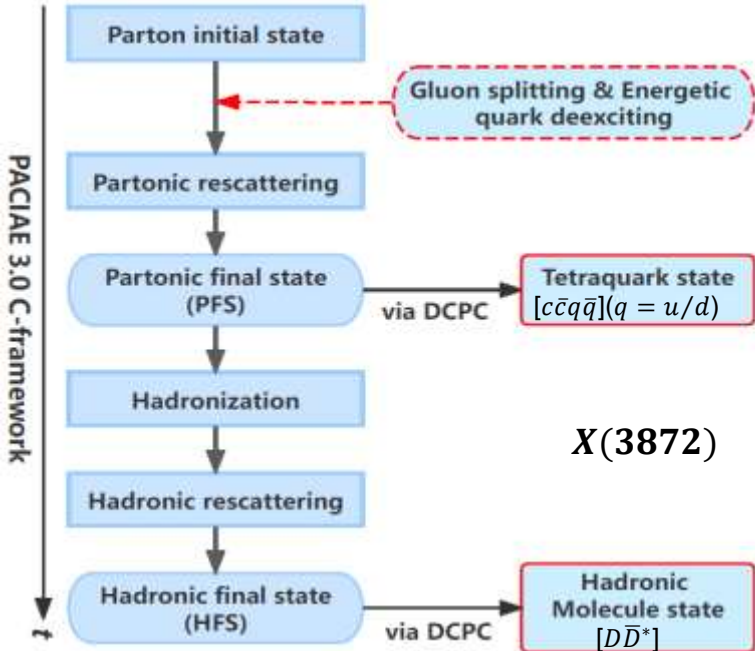 Parton initial state
Gluon splitting & Energetic
quark deexciting
Partonic rescattering
Partonic final state
(PFS)
via DCPC
Tetraquark state
[cc̄qq̄](q = u/d)
Hadronization
X(3872)
Hadronic rescattering
Hadronic final state
(HFS)
via DCPC
Hadronic
Molecule state
[DD̄*]
PACIAE 3.0 C-framework
t